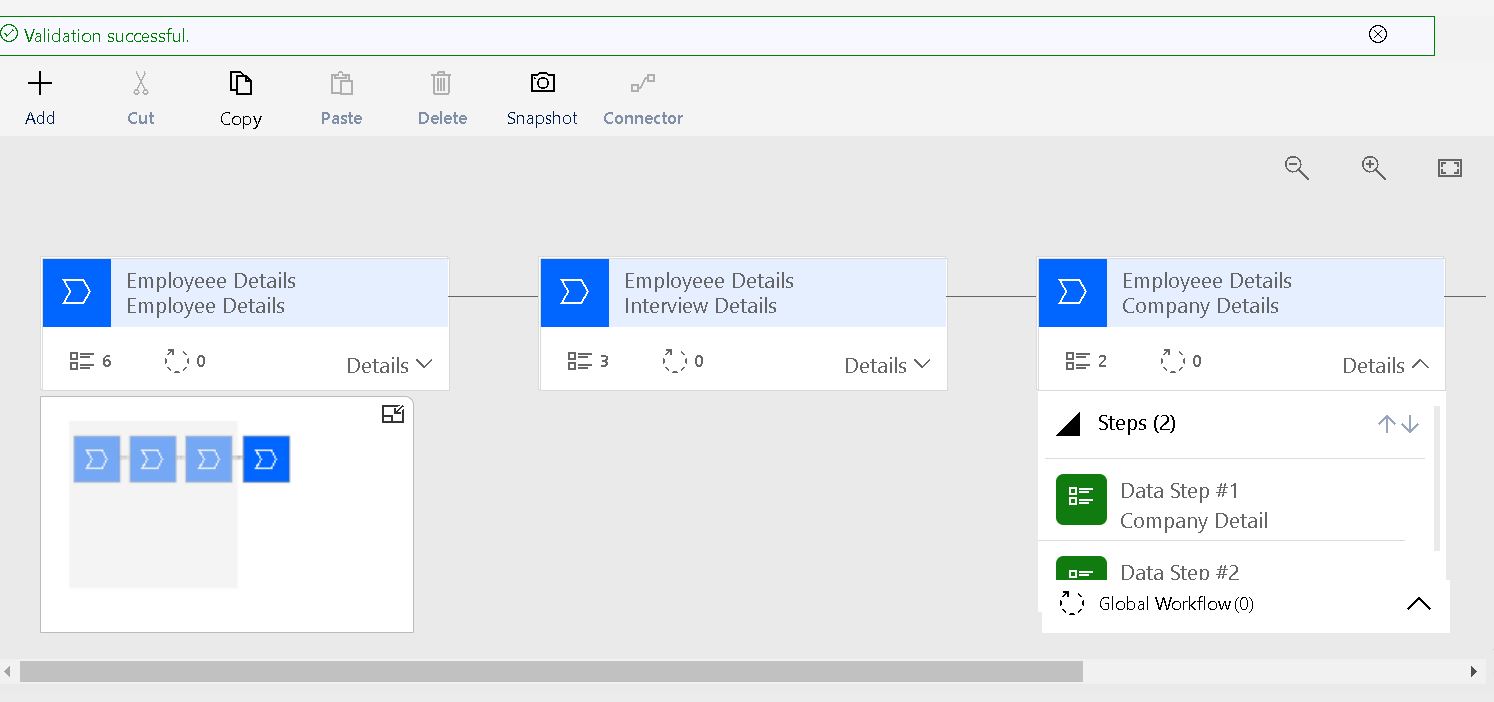 Validation successful.
Add
Cut
Copy
Paste
Delete
Snapshot
Connector
Employeee Details
Employee Details
6
0
Details
Employeee Details
Interview Details
3
0
Details
Employeee Details
Company Details
2
0
Details
Steps (2)
Data Step #1
Company Detail
Data Step #2
Global Workflow(0)